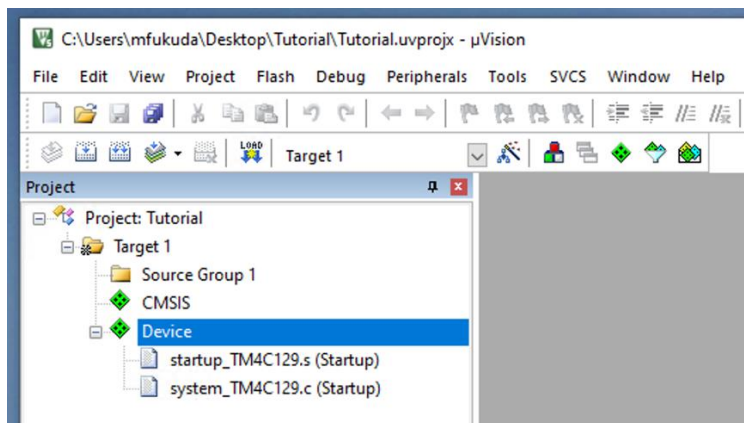 C:\Users\mfukuda\Desktop\Tutorial\Tutorial.uvprojx - µVision
File Edit View Project Flash Debug Peripherals Tools SVCS Window Help
LOAD Target 1
Project
Project: Tutorial
Target 1
Source Group 1
CMSIS
Device
startup_TM4C129.s (Startup)
system_TM4C129.c (Startup)